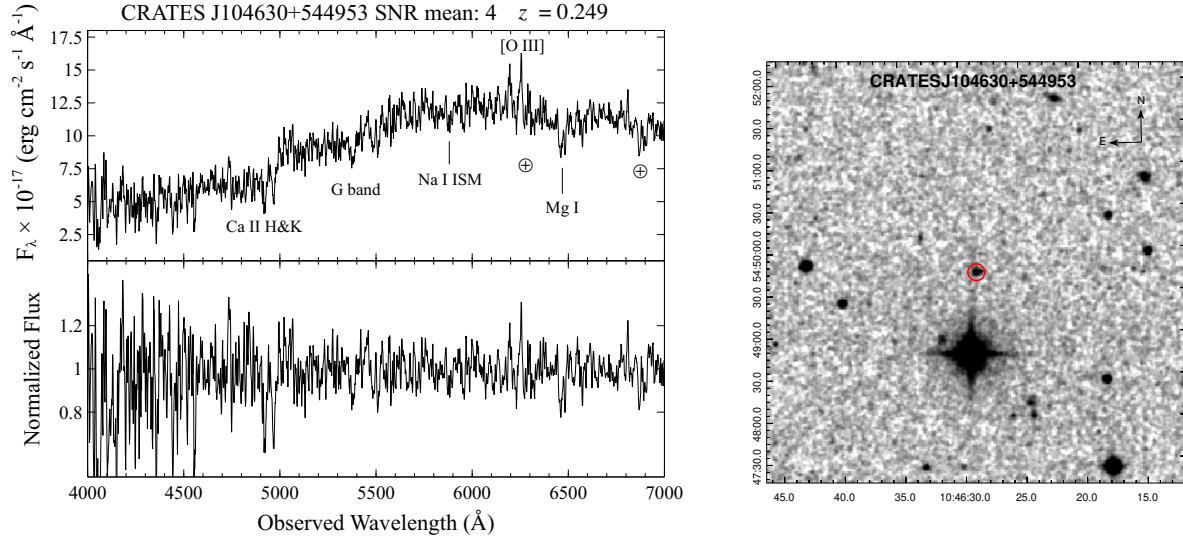 CRATES J104630+544953 SNR mean: 4 z = 0.249
17.5
15
12.5
10
7.5
5
2.5
F_λ × 10⁻¹⁷ (erg cm⁻² s⁻¹ Å⁻¹)
[O III]
Ca II H&K
G band
Na I ISM
⊕
Mg I
⊕
1.2
1
0.8
Normalized Flux
4000 4500 5000 5500 6000 6500 7000
Observed Wavelength (Å)
CRATESJ104630+544953
N
E
52:00.0
30.0
51:00.0
30.0
54:50:00.0
30.0
49:00.0
30.0
48:00.0
47:30.0
45.0 40.0 35.0 10:46:30.0 25.0 20.0 15.0